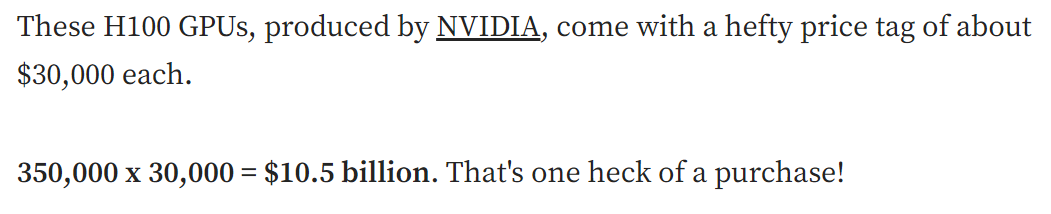 These H100 GPUs, produced by NVIDIA, come with a hefty price tag of about
$30,000 each.
350,000 x 30,000 = $10.5 billion. That's one heck of a purchase!